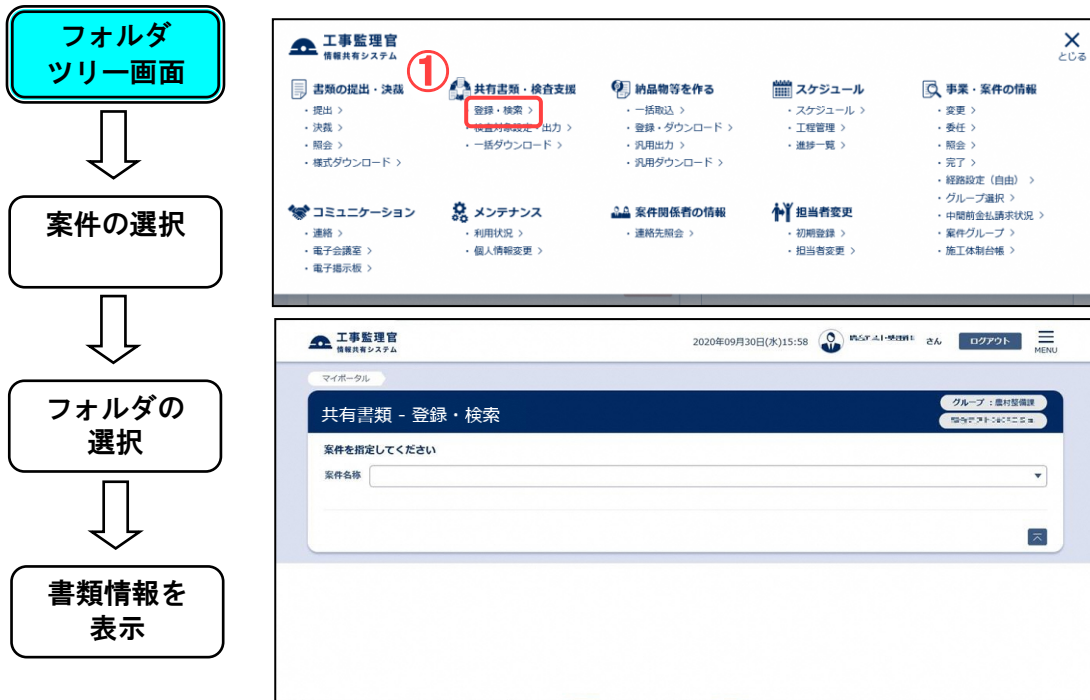 フォルダ
ツリー画面
案件の選択
フォルダの
選択
書類情報を
表示
工事監理官
情報共有システム
とじる
①
書類の提出・決裁
・提出 >
・決裁 >
・照会 >
・様式ダウンロード >
共有書類・検査支援
登録・検索 >
・検査対象設定・出力 >
・一括ダウンロード >
納品物等を作る
・一括取込 >
・登録・ダウンロード >
・汎用出力 >
・汎用ダウンロード >
スケジュール
・スケジュール >
・工程管理 >
・進捗一覧 >
事業・案件の情報
・変更 >
・委任 >
・照会 >
・完了 >
・経路設定（自由） >
・グループ選択 >
・中間前金払請求状況 >
・案件グループ >
・施工体制台帳 >
コミュニケーション
・連絡 >
・電子会議室 >
・電子掲示板 >
メンテナンス
・利用状況 >
・個人情報変更 >
案件関係者の情報
・連絡先照会 >
担当者変更
・初期登録 >
・担当者変更 >
工事監理官
情報共有システム
2020年09月30日(水)15:58
さん
ログアウト
MENU
マイポータル
共有書類 - 登録・検索
グループ：農村整備課
案件を指定してください
案件名称